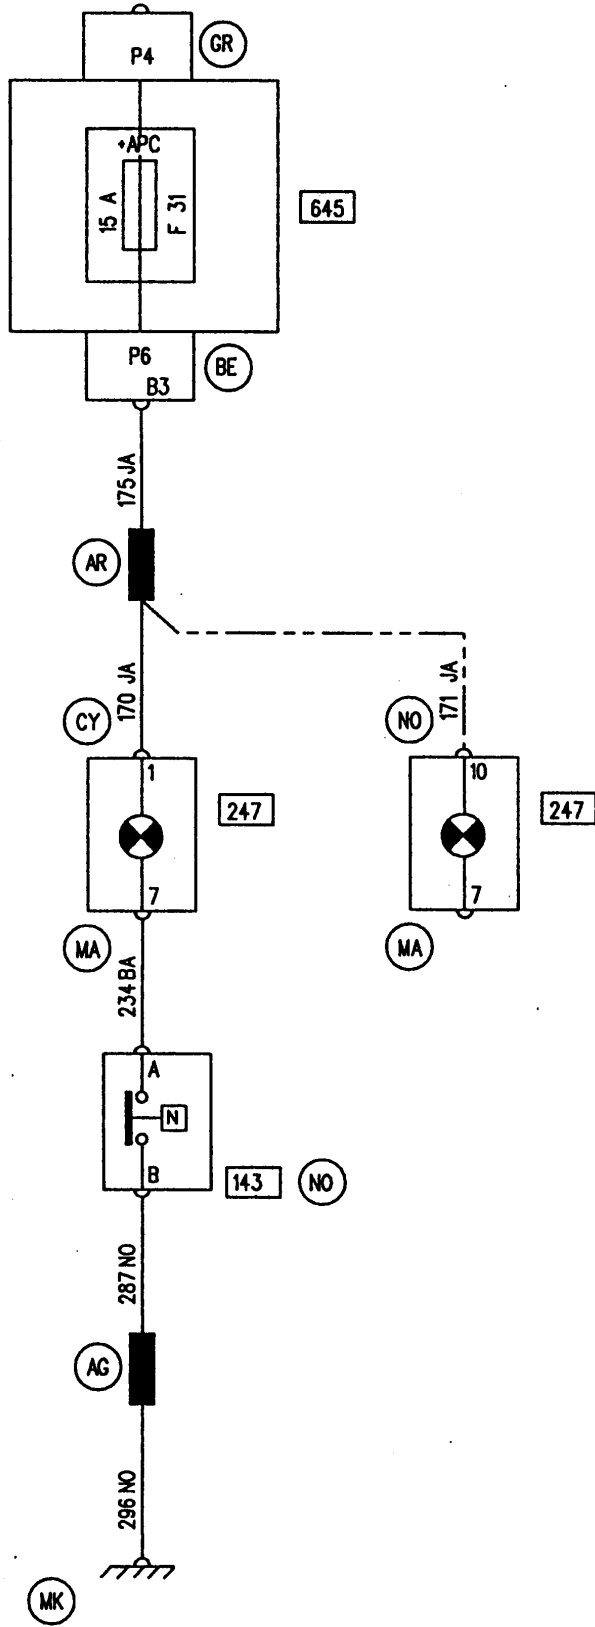 GR
P4
+APC
15 A
F 31
645
P6
BE
B3
175 JA
AR
170 JA
171 JA
CY
NO
1
10
247
247
7
7
MA
MA
234 BA
A
N
B
143
NO
287 NO
AG
296 NO
MK